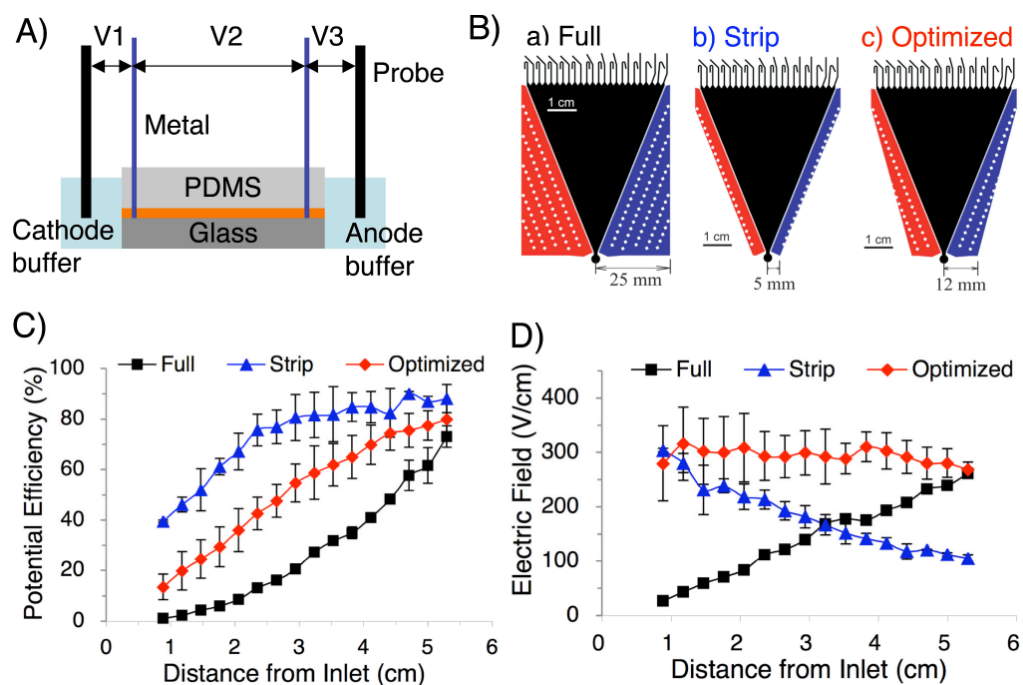 A)
V1
V2
V3
Probe
Metal
PDMS
Glass
Cathode
buffer
Anode
buffer
B)
a) Full
b) Strip
c) Optimized
1 cm
1 cm
1 cm
25 mm
5 mm
12 mm
C)
Full
Strip
Optimized
Potential Efficiency (%)
100
80
60
40
20
0
0
1
2
3
4
5
6
Distance from Inlet (cm)
D)
Full
Strip
Optimized
Electric Field (V/cm)
400
300
200
100
0
0
1
2
3
4
5
6
Distance from Inlet (cm)